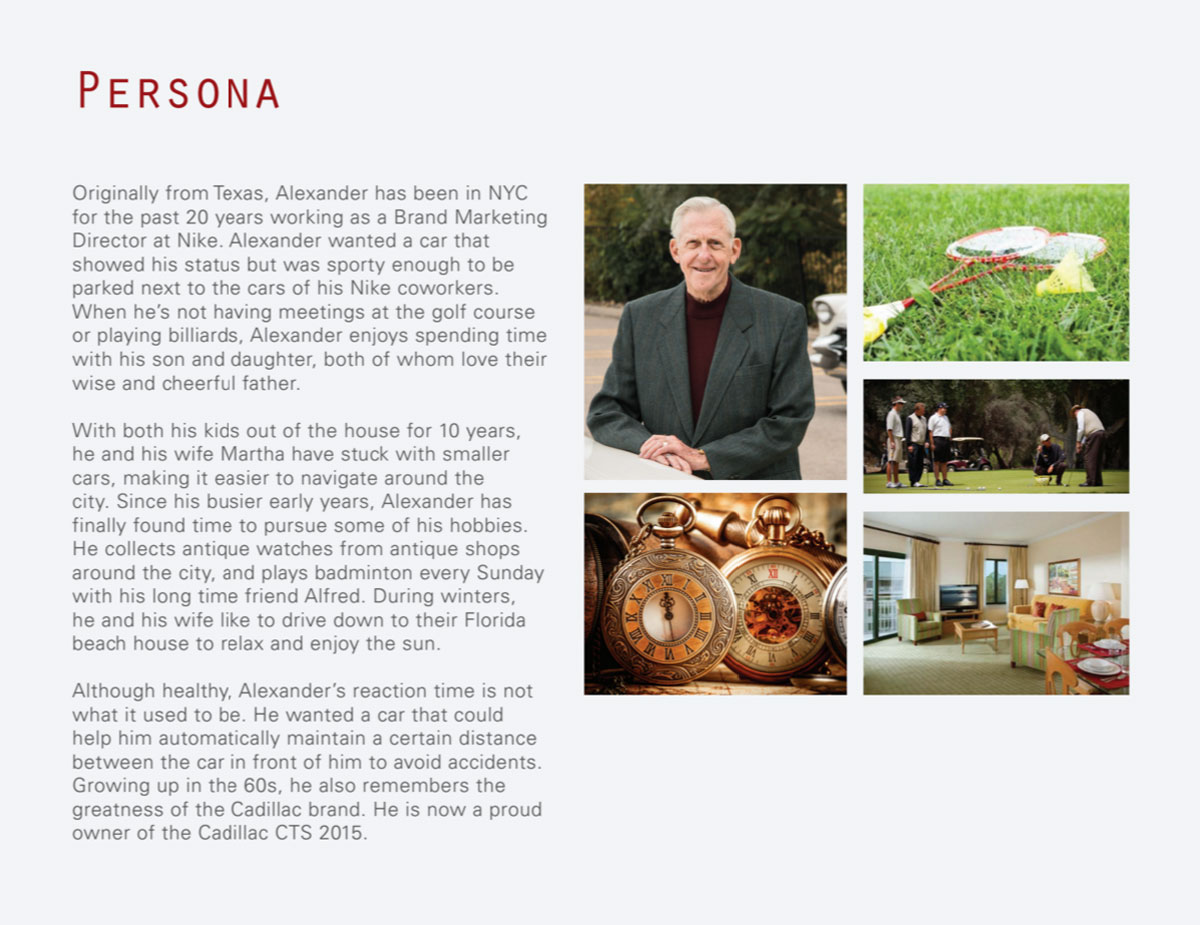 PERSONA
Originally from Texas, Alexander has been in NYC
for the past 20 years working as a Brand Marketing
Director at Nike. Alexander wanted a car that
showed his status but was sporty enough to be
parked next to the cars of his Nike coworkers.
When he’s not having meetings at the golf course
or playing billiards, Alexander enjoys spending time
with his son and daughter, both of whom love their
wise and cheerful father.
With both his kids out of the house for 10 years,
he and his wife Martha have stuck with smaller
cars, making it easier to navigate around the
city. Since his busier early years, Alexander has
finally found time to pursue some of his hobbies.
He collects antique watches from antique shops
around the city, and plays badminton every Sunday
with his long time friend Alfred. During winters,
he and his wife like to drive down to their Florida
beach house to relax and enjoy the sun.
Although healthy, Alexander’s reaction time is not
what it used to be. He wanted a car that could
help him automatically maintain a certain distance
between the car in front of him to avoid accidents.
Growing up in the 60s, he also remembers the
greatness of the Cadillac brand. He is now a proud
owner of the Cadillac CTS 2015.